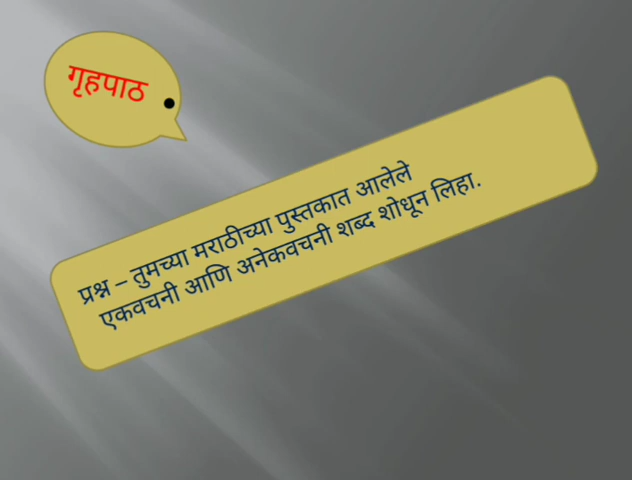 गृहपाठ
प्रश्न – तुमच्या मराठीच्या पुस्तकात आलेले
एकवचनी आणि अनेकवचनी शब्द शोधून लिहा.